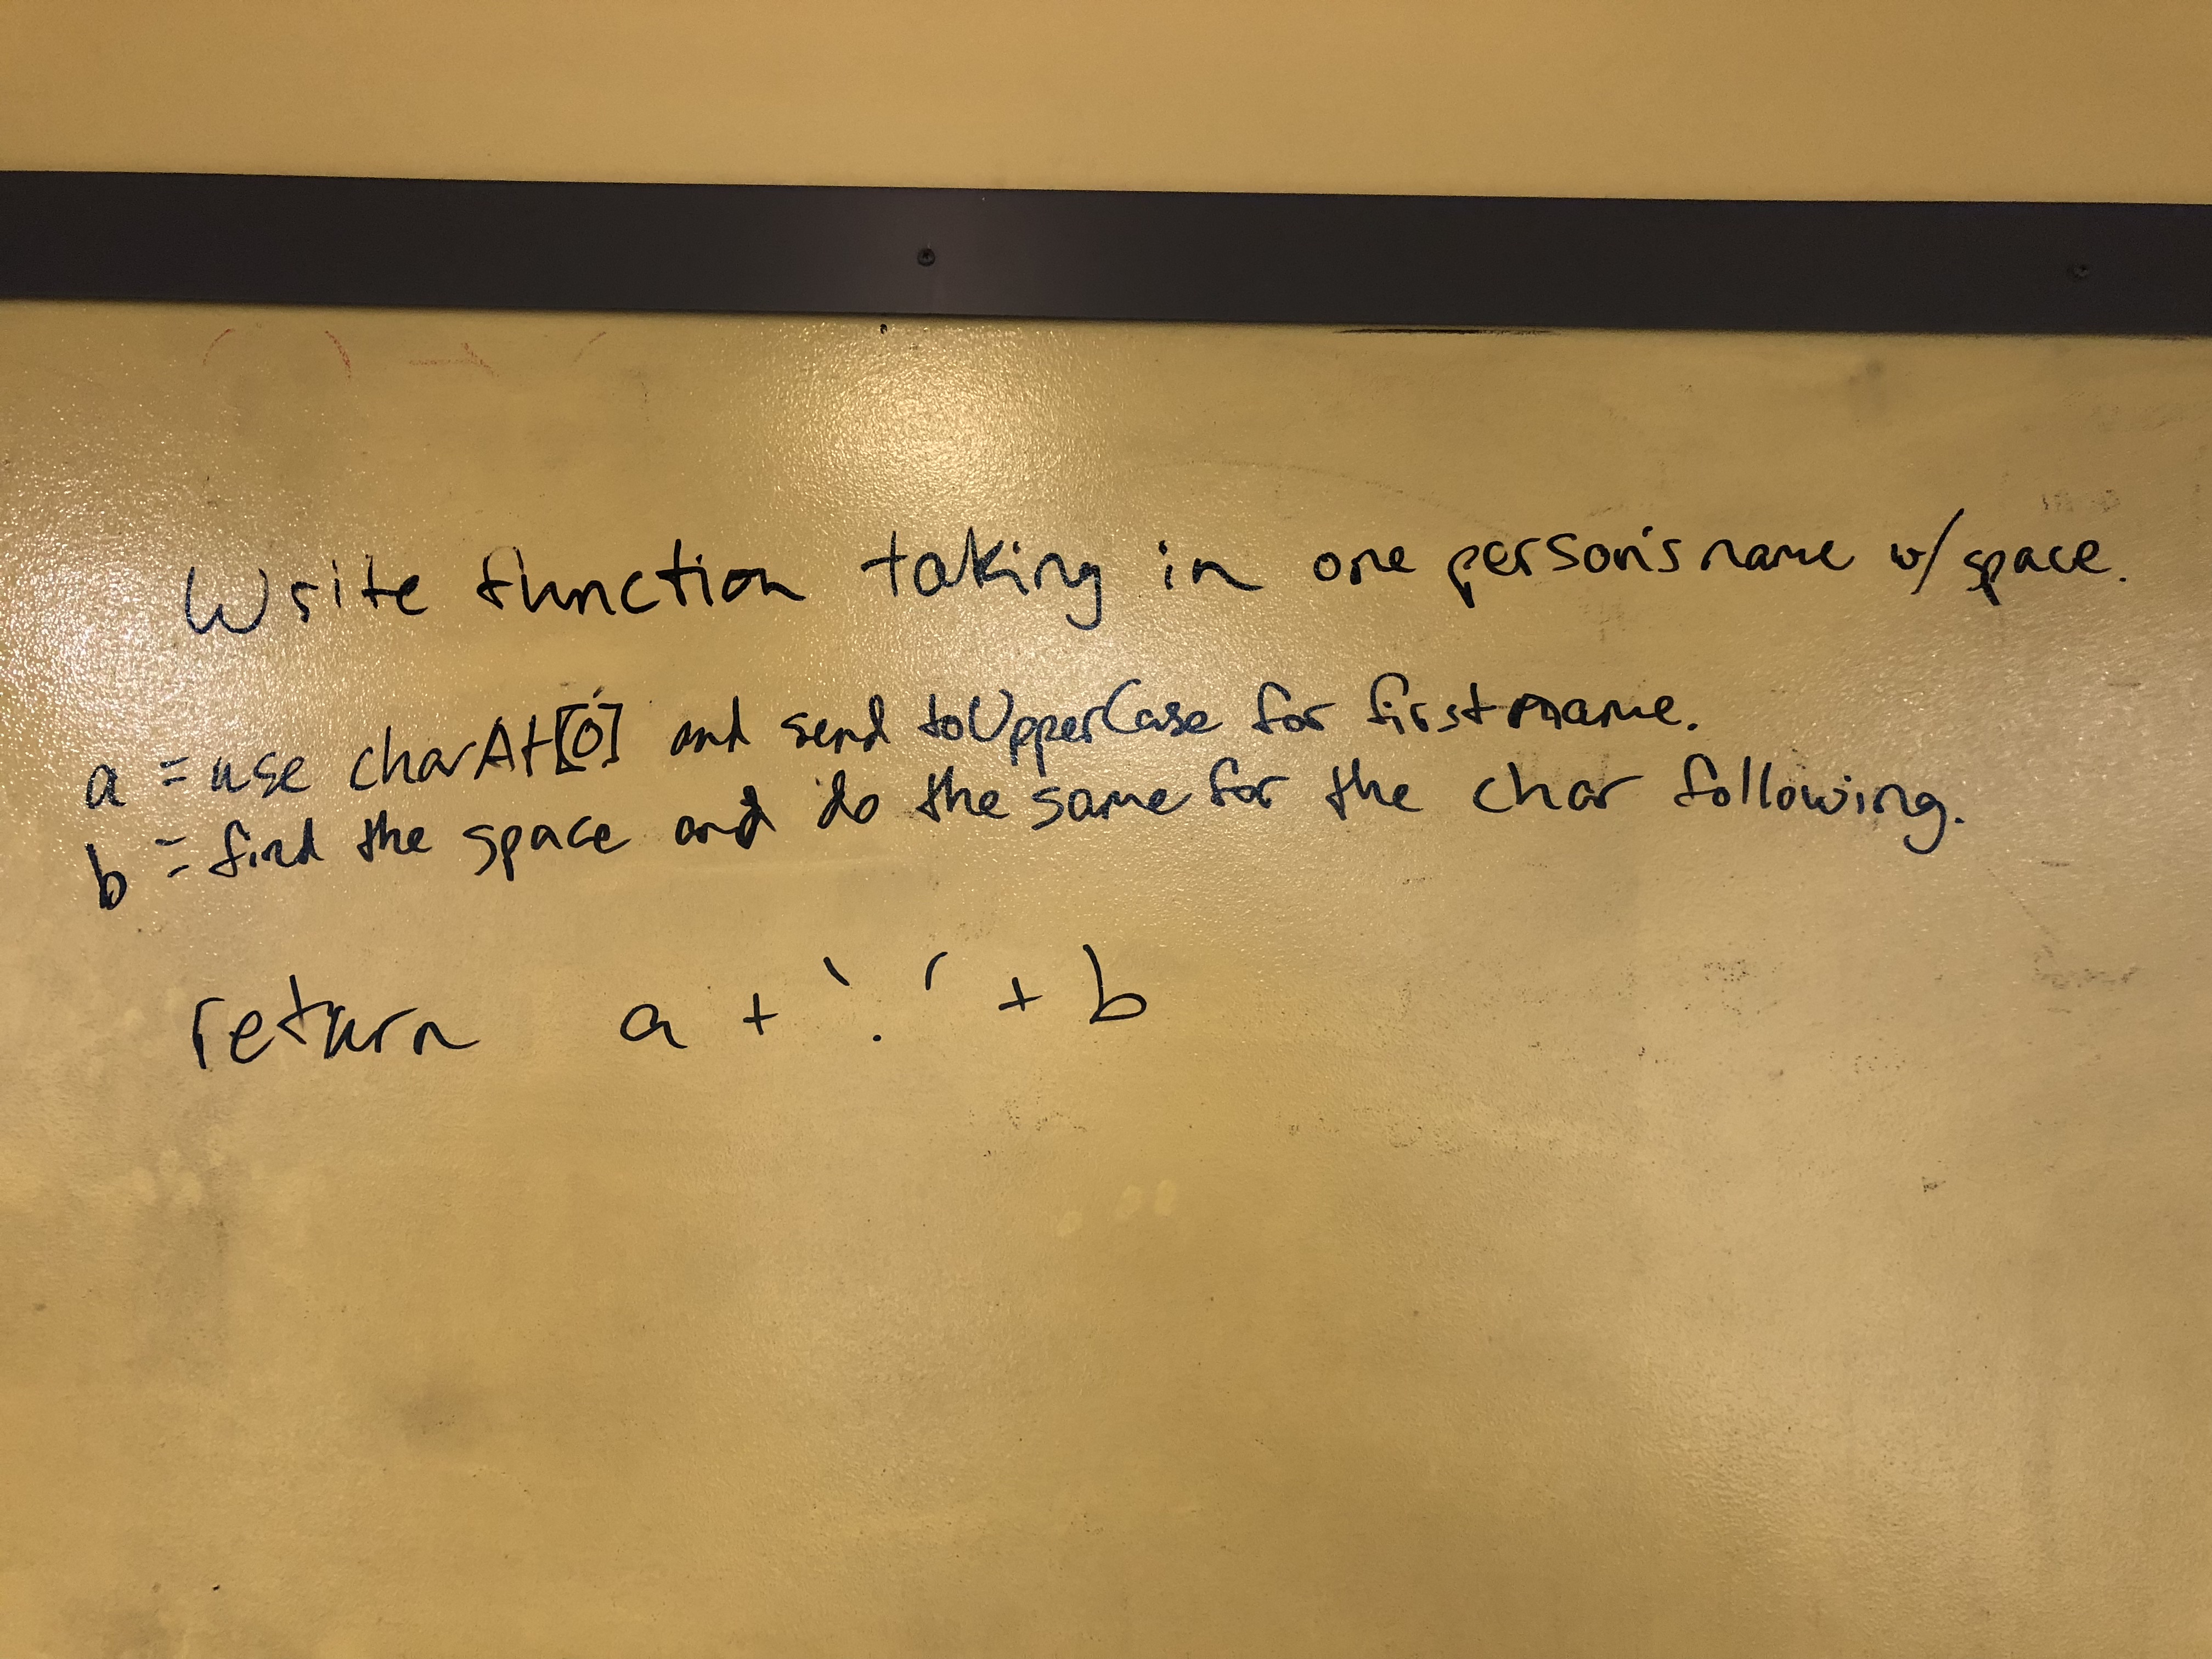 Write function taking in one person's name w/ space.
a = use charAt[0] and send toUpperCase for first name.
b = find the space and do the same for the char following.
return a + '.' + b